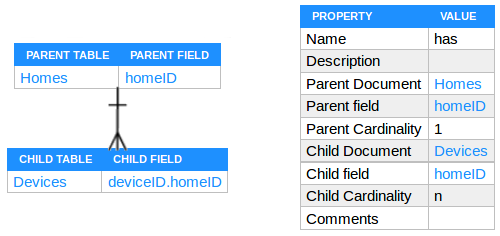 PARENT TABLE PARENT FIELD
Homes homeID
CHILD TABLE CHILD FIELD
Devices deviceID.homeID
PROPERTY VALUE
Name has
Description
Parent Document Homes
Parent field homeID
Parent Cardinality 1
Child Document Devices
Child field homeID
Child Cardinality n
Comments